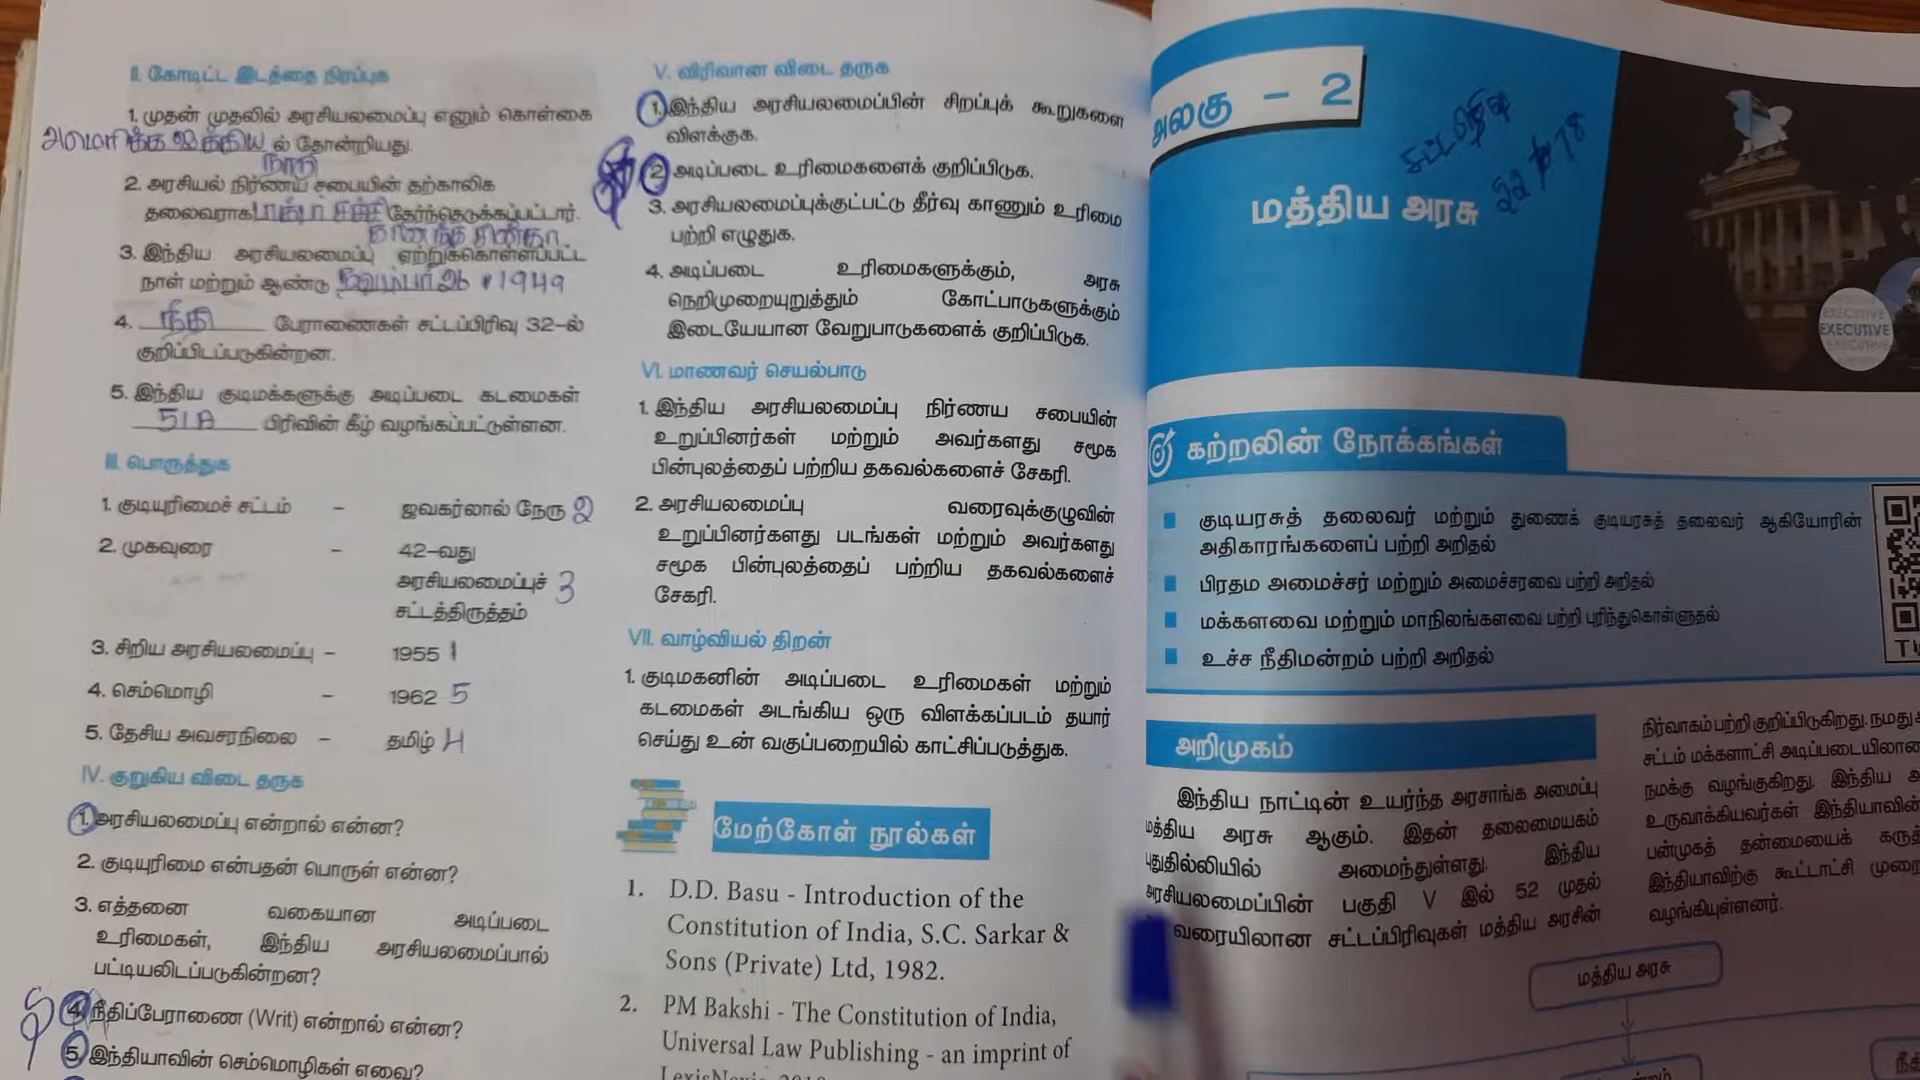 II. கோடிட்ட இடத்தை நிரப்புக
1. முதன் முதலில் அரசியலமைப்பு எனும் கொள்கை
அமெரிக்க ஐக்கிய ல் தோன்றியது.
நாடு
2. அரசியல் நிர்ணய சபையின் தற்காலிக
தலைவராக சச்சி தேர்ந்தெடுக்கப்பட்டார்.
தானந்த சின்கா
3. இந்திய அரசியலமைப்பு ஏற்றுக்கொள்ளப்பட்ட
நாள் மற்றும் ஆண்டு நவம்பர் 26 1949
4. நீதி பேராணைகள் சட்டப்பிரிவு 32-ல்
குறிப்பிடப்படுகின்றன.
5. இந்திய குடிமக்களுக்கு அடிப்படை கடமைகள்
51A பிரிவின் கீழ் வழங்கப்பட்டுள்ளன.
III. பொருத்துக
1. குடியுரிமைச் சட்டம் – ஜவகர்லால் நேரு 2
2. முகவுரை – 42-வது
அரசியலமைப்புச் 3
சட்டத்திருத்தம்
3. சிறிய அரசியலமைப்பு – 1955 1
4. செம்மொழி – 1962 5
5. தேசிய அவசரநிலை – தமிழ் 4
IV. குறுகிய விடை தருக
1. அரசியலமைப்பு என்றால் என்ன?
2. குடியுரிமை என்பதன் பொருள் என்ன?
3. எத்தனை வகையான அடிப்படை
உரிமைகள், இந்திய அரசியலமைப்பால்
பட்டியலிடப்படுகின்றன?
4. நீதிப்பேராணை (Writ) என்றால் என்ன?
5. இந்தியாவின் செம்மொழிகள் எவை?
V. விரிவான விடை தருக
1. இந்திய அரசியலமைப்பின் சிறப்புக் கூறுகளை
விளக்குக.
2. அடிப்படை உரிமைகளைக் குறிப்பிடுக.
3. அரசியலமைப்புக்குட்பட்டு தீர்வு காணும் உரிமை
பற்றி எழுதுக.
4. அடிப்படை உரிமைகளுக்கும், அரசு
நெறிமுறையுறுத்தும் கோட்பாடுகளுக்கும்
இடையேயான வேறுபாடுகளைக் குறிப்பிடுக.
VI. மாணவர் செயல்பாடு
1. இந்திய அரசியலமைப்பு நிர்ணய சபையின்
உறுப்பினர்கள் மற்றும் அவர்களது சமூக
பின்புலத்தைப் பற்றிய தகவல்களைச் சேகரி.
2. அரசியலமைப்பு வரைவுக்குழுவின்
உறுப்பினர்களது படங்கள் மற்றும் அவர்களது
சமூக பின்புலத்தைப் பற்றிய தகவல்களைச்
சேகரி.
VII. வாழ்வியல் திறன்
1. குடிமகனின் அடிப்படை உரிமைகள் மற்றும்
கடமைகள் அடங்கிய ஒரு விளக்கப்படம் தயார்
செய்து உன் வகுப்பறையில் காட்சிப்படுத்துக.
மேற்கோள் நூல்கள்
1. D.D. Basu - Introduction of the
Constitution of India, S.C. Sarkar &
Sons (Private) Ltd, 1982.
2. PM Bakshi - The Constitution of India,
Universal Law Publishing - an imprint of
அலகு – 2
மத்திய அரசு
EXECUTIVE
EXECUTIVE
கற்றலின் நோக்கங்கள்
குடியரசுத் தலைவர் மற்றும் துணைக் குடியரசுத் தலைவர் ஆகியோரின்
அதிகாரங்களைப் பற்றி அறிதல்
பிரதம அமைச்சர் மற்றும் அமைச்சரவை பற்றி அறிதல்
மக்களவை மற்றும் மாநிலங்களவை பற்றி புரிந்துகொள்ளுதல்
உச்ச நீதிமன்றம் பற்றி அறிதல்
அறிமுகம்
இந்திய நாட்டின் உயர்ந்த அரசாங்க அமைப்பு
மத்திய அரசு ஆகும். இதன் தலைமையகம்
புதுதில்லியில் அமைந்துள்ளது. இந்திய
அரசியலமைப்பின் பகுதி V இல் 52 முதல்
வரையிலான சட்டப்பிரிவுகள் மத்திய அரசின்
நிர்வாகம் பற்றி குறிப்பிடுகிறது. நமது
சட்டம் மக்களாட்சி அடிப்படையிலான
நமக்கு வழங்குகிறது. இந்திய
உருவாக்கியவர்கள் இந்தியாவின்
பன்முகத் தன்மையைக்
இந்தியாவிற்கு கூட்டாட்சி
வழங்கியுள்ளனர்.
மத்திய அரசு